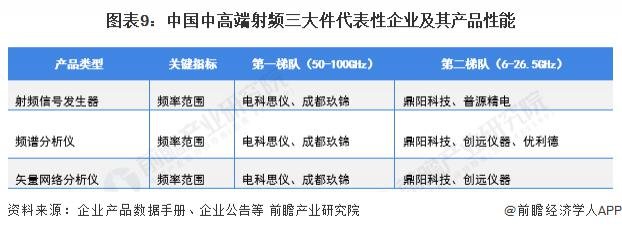 图表9：中国中高端射频三大件代表性企业及其产品性能
产品类型 关键指标 第一梯队（50-100GHz） 第二梯队（6-26.5GHz）
射频信号发生器 频率范围 电科思仪、成都玖锦 鼎阳科技、普源精电
频谱分析仪 频率范围 电科思仪、成都玖锦 鼎阳科技、创远仪器、优利德
矢量网络分析仪 频率范围 电科思仪、成都玖锦 鼎阳科技、创远仪器
资料来源：企业产品数据手册、企业公告等 前瞻产业研究院 @前瞻经济学人APP
前瞻产业研究院